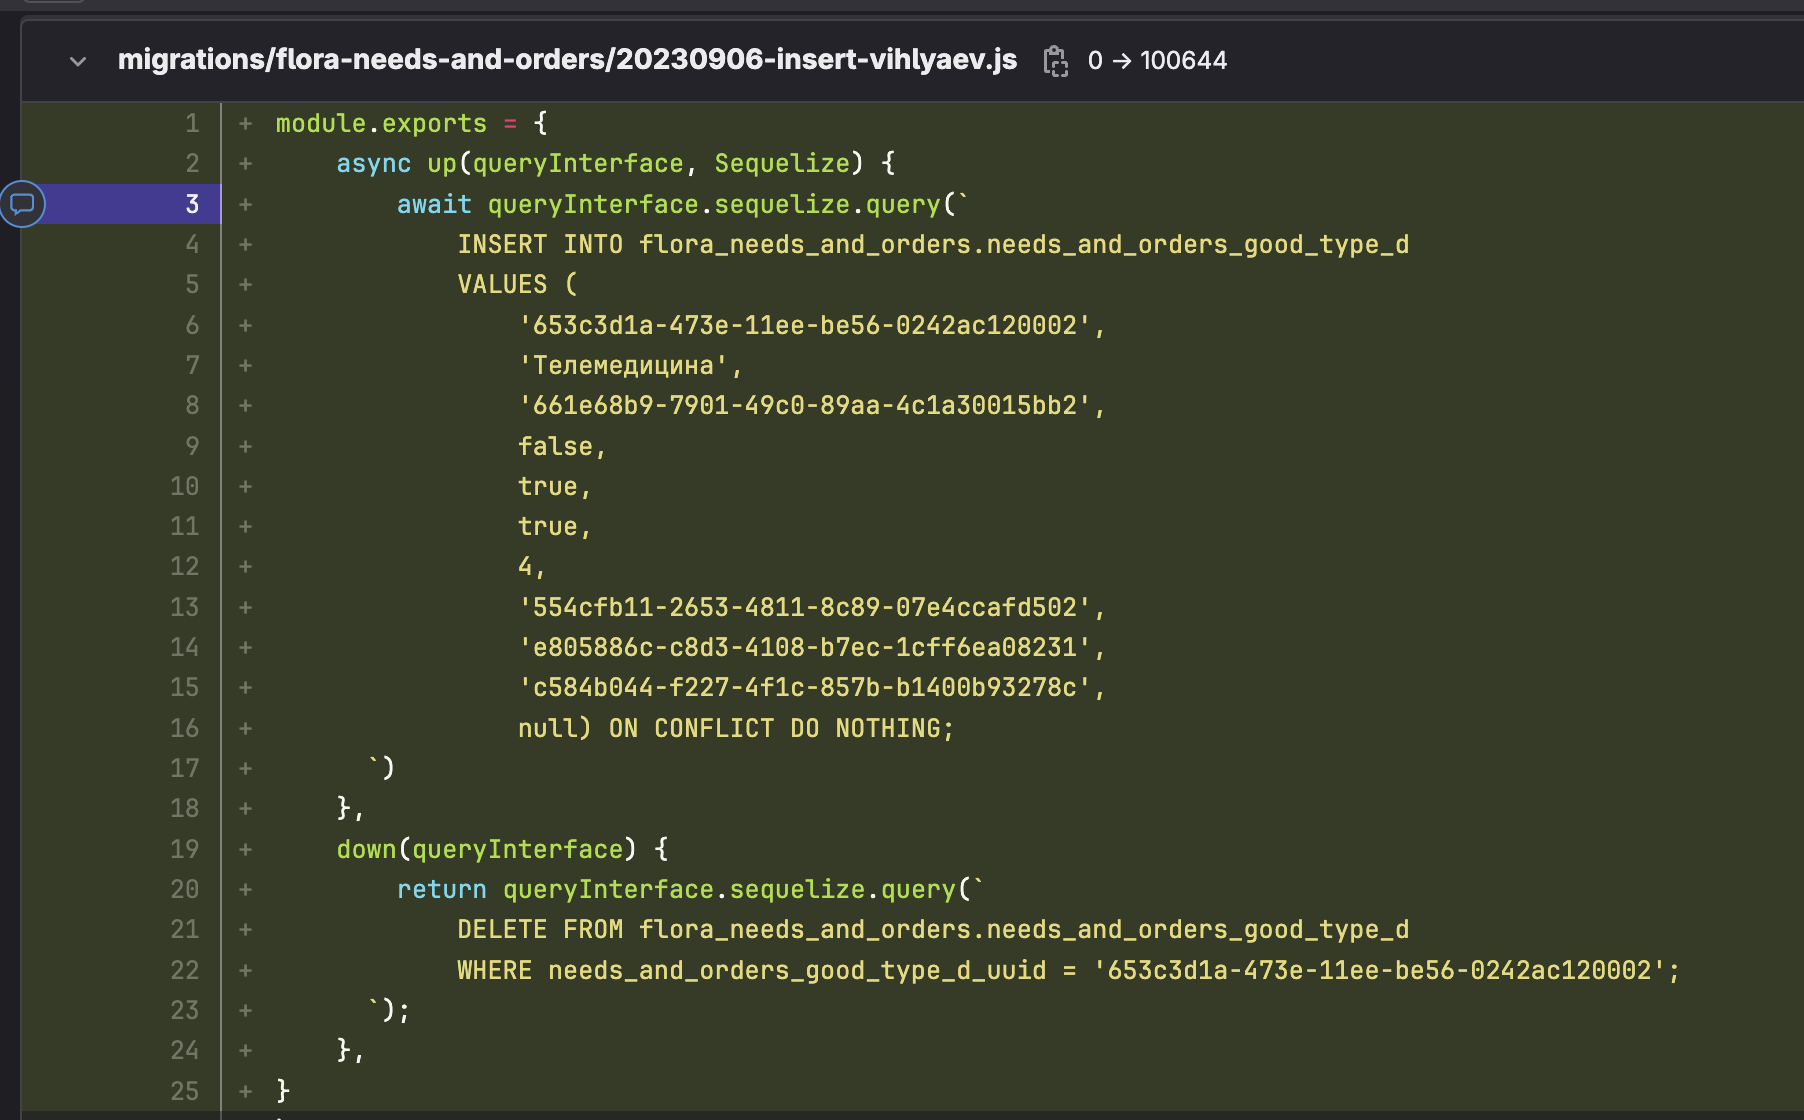 migrations/flora-needs-and-orders/20230906-insert-vihlyaev.js 0 → 100644
1 + module.exports = {
2 + async up(queryInterface, Sequelize) {
3 + await queryInterface.sequelize.query(`
4 + INSERT INTO flora_needs_and_orders.needs_and_orders_good_type_d
5 + VALUES (
6 + '653c3d1a-473e-11ee-be56-0242ac120002',
7 + 'Телемедицина',
8 + '661e68b9-7901-49c0-89aa-4c1a30015bb2',
9 + false,
10 + true,
11 + true,
12 + 4,
13 + '554cfb11-2653-4811-8c89-07e4ccafd502',
14 + 'e805886c-c8d3-4108-b7ec-1cff6ea08231',
15 + 'c584b044-f227-4f1c-857b-b1400b93278c',
16 + null) ON CONFLICT DO NOTHING;
17 + `)
18 + },
19 + down(queryInterface) {
20 + return queryInterface.sequelize.query(`
21 + DELETE FROM flora_needs_and_orders.needs_and_orders_good_type_d
22 + WHERE needs_and_orders_good_type_d_uuid = '653c3d1a-473e-11ee-be56-0242ac120002';
23 + `);
24 + },
25 + }